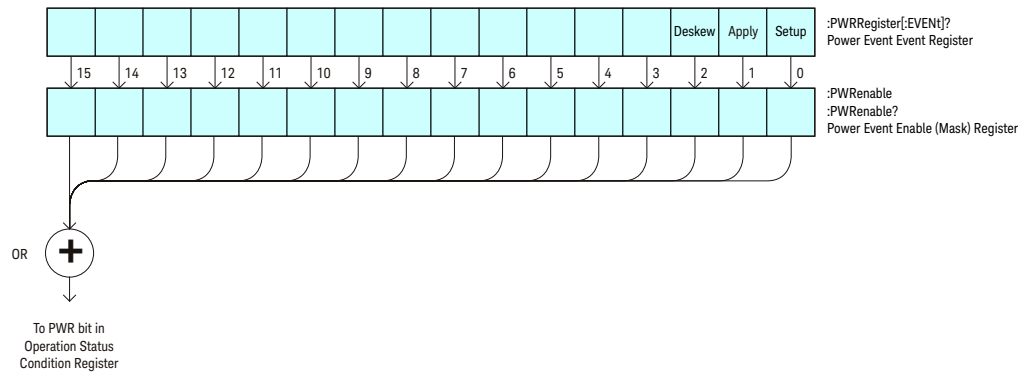 Deskew Apply Setup
:PWRRegister[:EVENt]?
Power Event Event Register
15 14 13 12 11 10 9 8 7 6 5 4 3 2 1 0
:PWRenable
:PWRenable?
Power Event Enable (Mask) Register
OR +
To PWR bit in
Operation Status
Condition Register